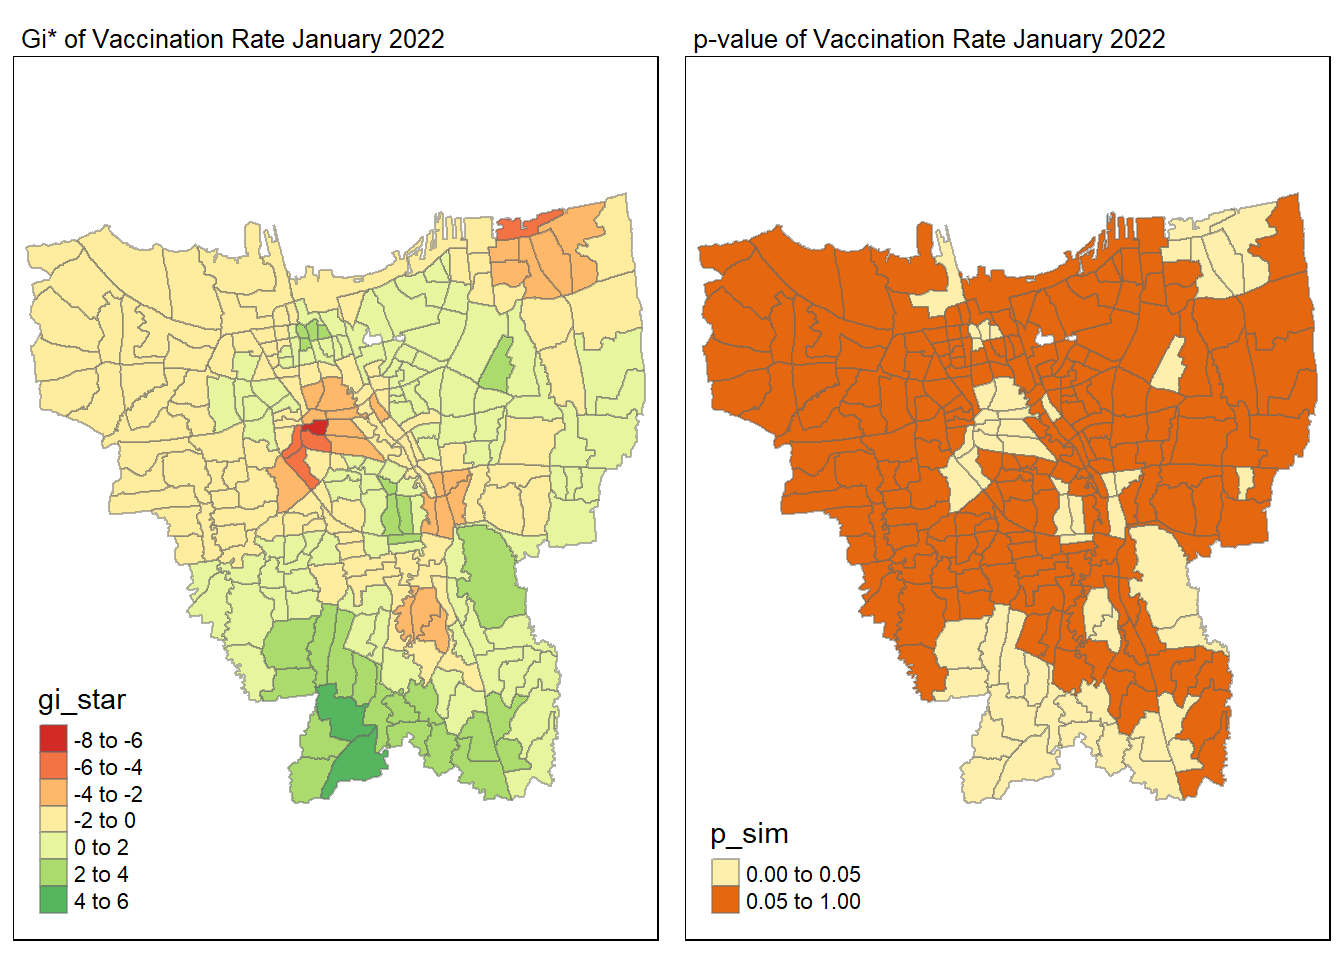 Gi* of Vaccination Rate January 2022
p-value of Vaccination Rate January 2022
gi_star
-8 to -6
-6 to -4
-4 to -2
-2 to 0
0 to 2
2 to 4
4 to 6
p_sim
0.00 to 0.05
0.05 to 1.00